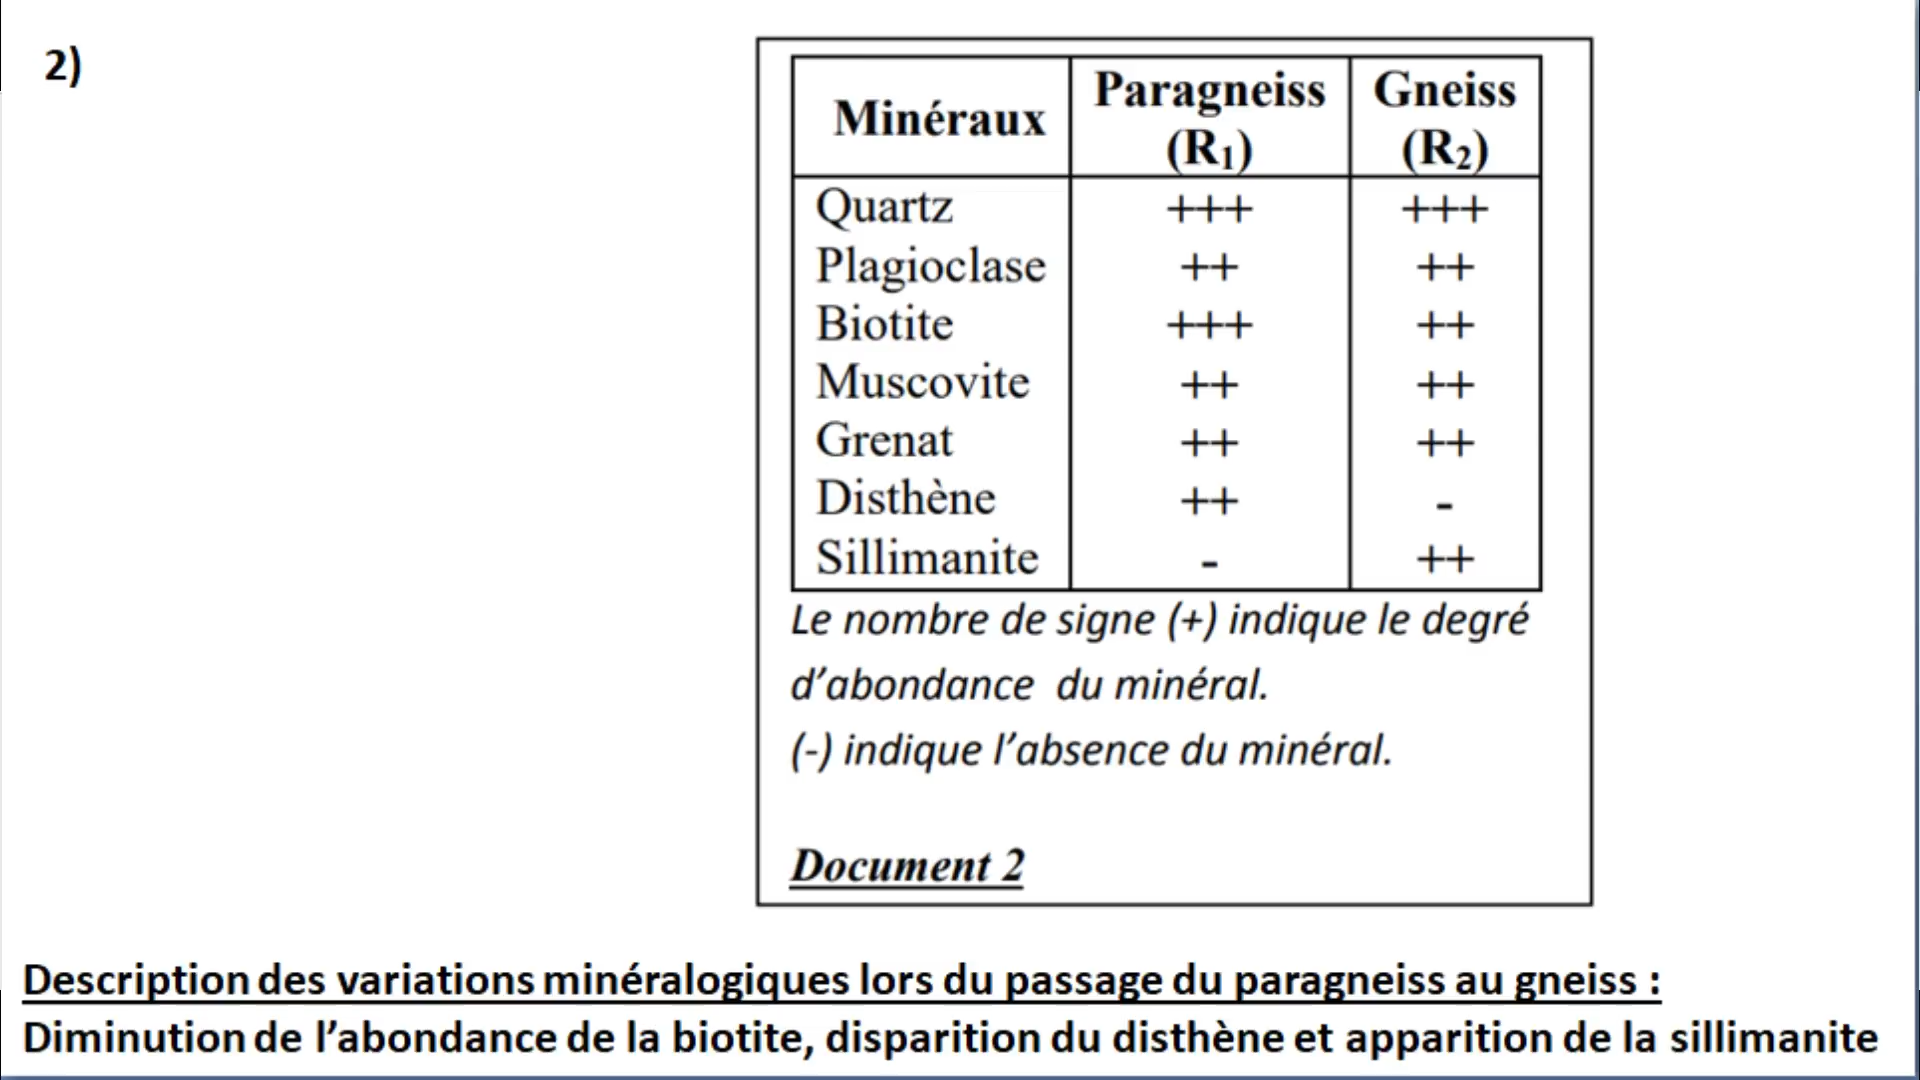 2)
Minéraux Paragneiss (R₁) Gneiss (R₂)
Quartz +++ +++
Plagioclase ++ ++
Biotite +++ ++
Muscovite ++ ++
Grenat ++ ++
Disthène ++ -
Sillimanite - ++
Le nombre de signe (+) indique le degré
d’abondance du minéral.
(-) indique l’absence du minéral.
Document 2
Description des variations minéralogiques lors du passage du paragneiss au gneiss :
Diminution de l’abondance de la biotite, disparition du disthène et apparition de la sillimanite